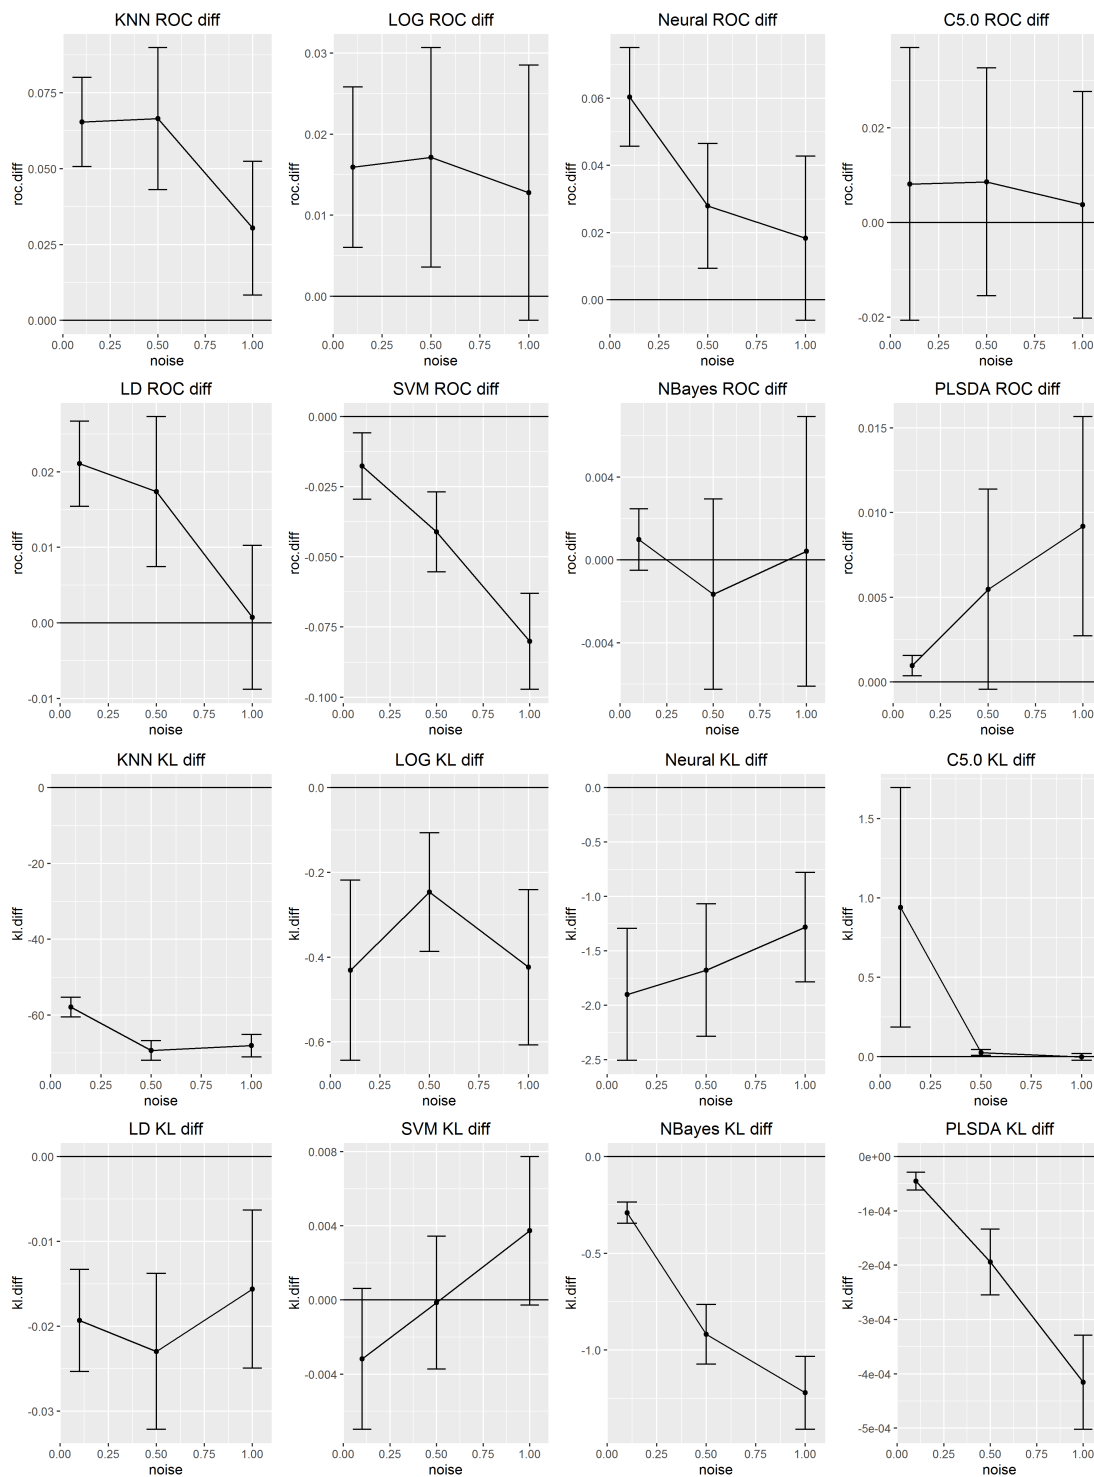 KNN ROC diff
LOG ROC diff
Neural ROC diff
C5.0 ROC diff
roc.diff
0.075
0.050
0.025
0.000
0.00 0.25 0.50 0.75 1.00
noise
roc.diff
0.03
0.02
0.01
0.00
0.00 0.25 0.50 0.75 1.00
noise
roc.diff
0.06
0.04
0.02
0.00
0.00 0.25 0.50 0.75 1.00
noise
roc.diff
0.02
0.00
-0.02
0.00 0.25 0.50 0.75 1.00
noise
LD ROC diff
SVM ROC diff
NBayes ROC diff
PLSDA ROC diff
roc.diff
0.02
0.01
0.00
-0.01
0.00 0.25 0.50 0.75 1.00
noise
roc.diff
0.000
-0.025
-0.050
-0.075
-0.100
0.00 0.25 0.50 0.75 1.00
noise
roc.diff
0.004
0.000
-0.004
0.00 0.25 0.50 0.75 1.00
noise
roc.diff
0.015
0.010
0.005
0.000
0.00 0.25 0.50 0.75 1.00
noise
KNN KL diff
LOG KL diff
Neural KL diff
C5.0 KL diff
kl.diff
0
-20
-40
-60
0.00 0.25 0.50 0.75 1.00
noise
kl.diff
0.0
-0.2
-0.4
-0.6
0.00 0.25 0.50 0.75 1.00
noise
kl.diff
0.0
-0.5
-1.0
-1.5
-2.0
-2.5
0.00 0.25 0.50 0.75 1.00
noise
kl.diff
1.5
1.0
0.5
0.0
0.00 0.25 0.50 0.75 1.00
noise
LD KL diff
SVM KL diff
NBayes KL diff
PLSDA KL diff
kl.diff
0.00
-0.01
-0.02
-0.03
0.00 0.25 0.50 0.75 1.00
noise
kl.diff
0.008
0.004
0.000
-0.004
0.00 0.25 0.50 0.75 1.00
noise
kl.diff
0.0
-0.5
-1.0
0.00 0.25 0.50 0.75 1.00
noise
kl.diff
0e+00
-1e-04
-2e-04
-3e-04
-4e-04
-5e-04
0.00 0.25 0.50 0.75 1.00
noise